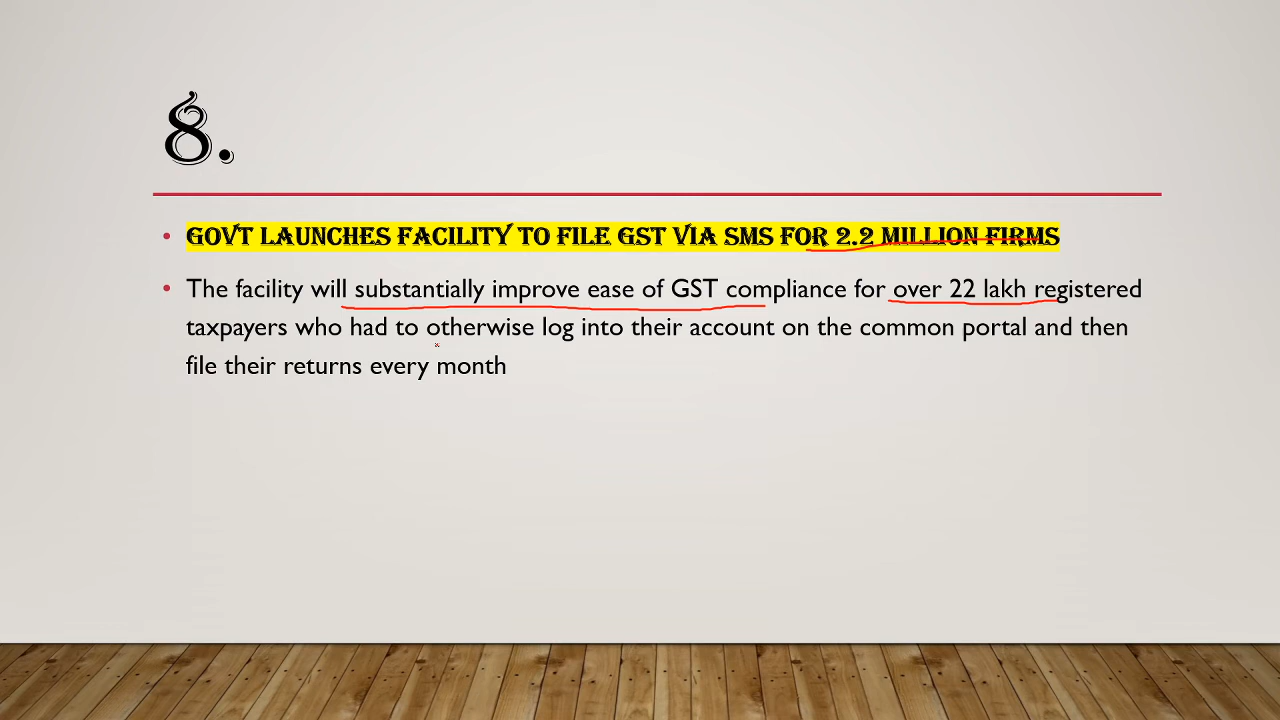 8.
GOVT LAUNCHES FACILITY TO FILE GST VIA SMS FOR 2.2 MILLION FIRMS
The facility will substantially improve ease of GST compliance for over 22 lakh registered
taxpayers who had to otherwise log into their account on the common portal and then
file their returns every month